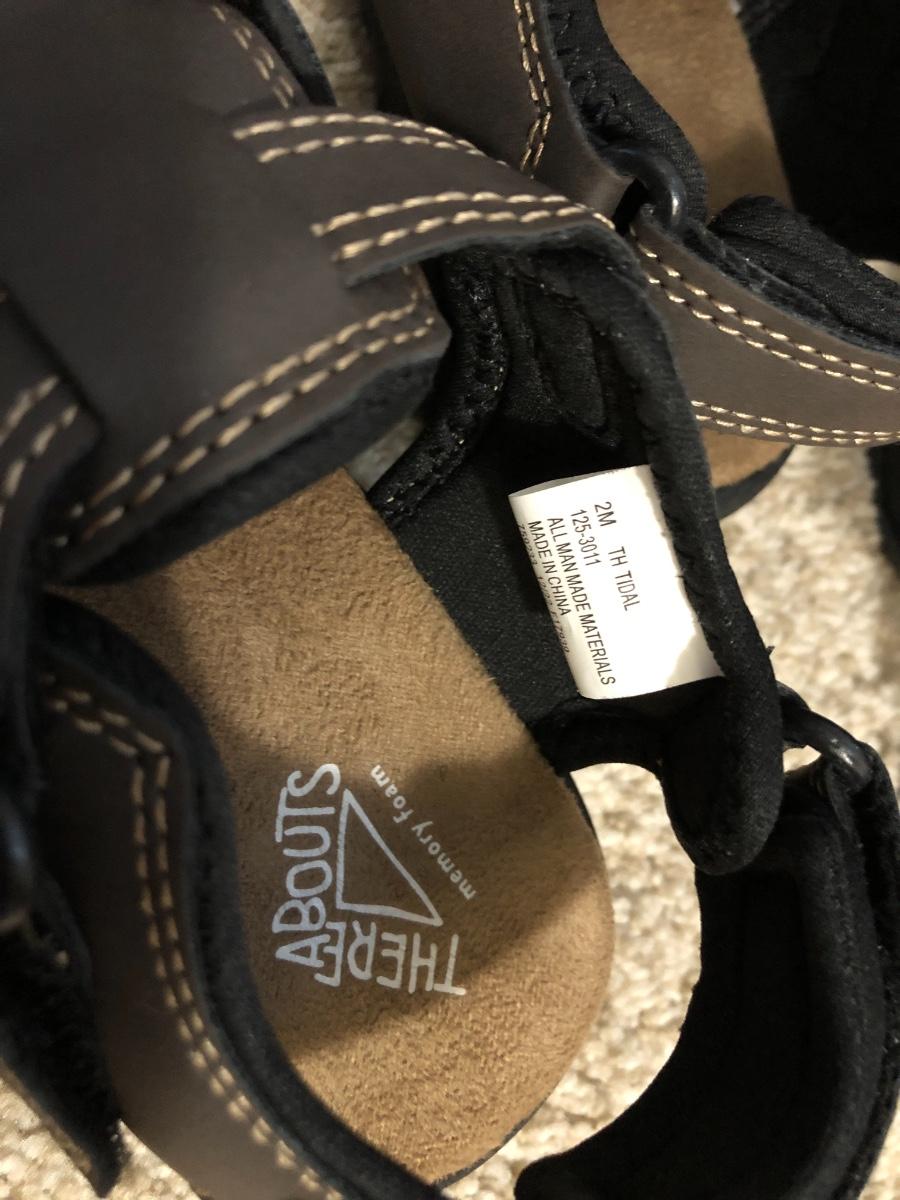 2M TH TIDAL
125-3011
ALL MAN MADE MATERIALS
MADE IN CHINA
THERE
ABOUTS
memory foam